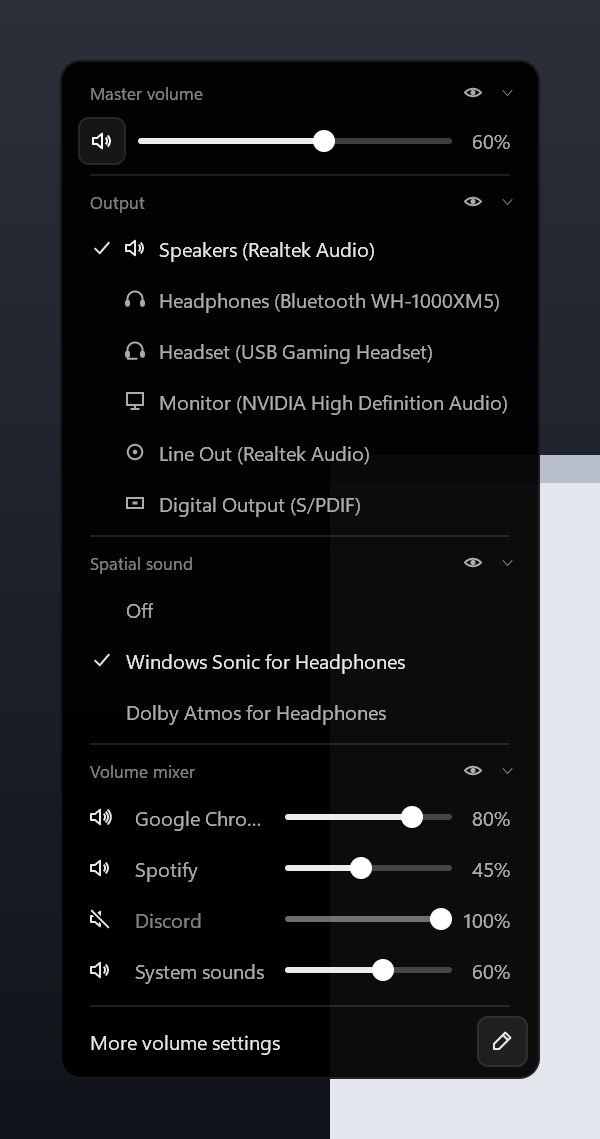 Master volume
60%
Output
Speakers (Realtek Audio)
Headphones (Bluetooth WH-1000XM5)
Headset (USB Gaming Headset)
Monitor (NVIDIA High Definition Audio)
Line Out (Realtek Audio)
Digital Output (S/PDIF)
Spatial sound
Off
Windows Sonic for Headphones
Dolby Atmos for Headphones
Volume mixer
Google Chro... 80%
Spotify 45%
Discord 100%
System sounds 60%
More volume settings